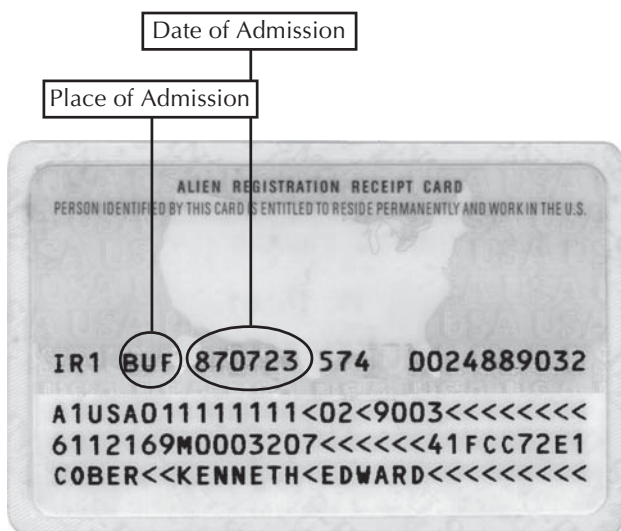 Date of Admission
Place of Admission
ALIEN REGISTRATION RECEIPT CARD
PERSON IDENTIFIED BY THIS CARD IS ENTITLED TO RESIDE PERMANENTLY AND WORK IN THE U.S.
IR1 BUF 870723 574 0024889032
A1USA011111111<02<9003<<<<<<<<
6112169M0003207<<<<<<41FCC72E1
COBER<<KENNETH<EDWARD<<<<<<<<<